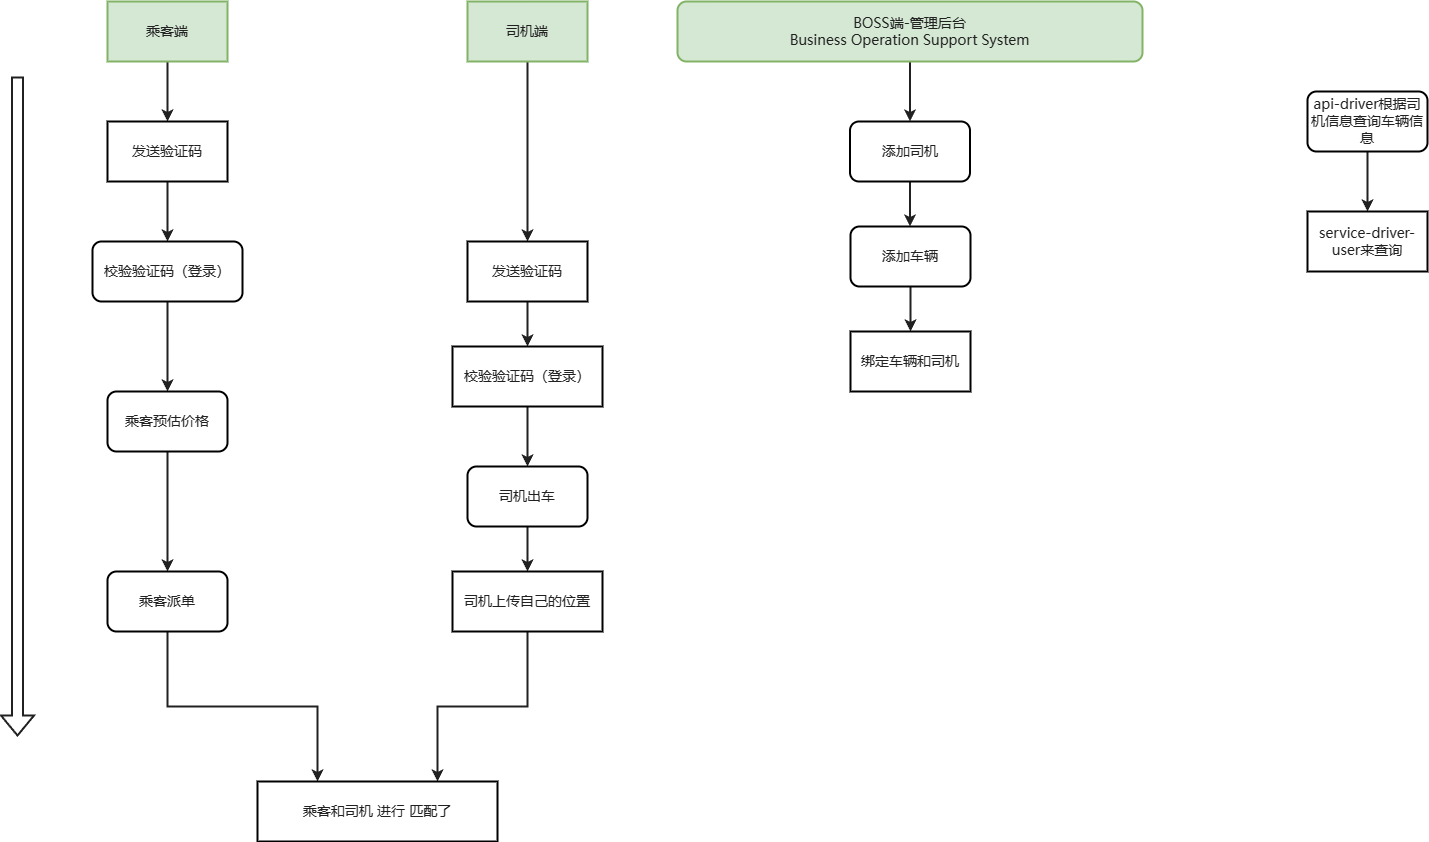 乘客端
发送验证码
校验验证码（登录）
乘客预估价格
乘客派单
司机端
发送验证码
校验验证码（登录）
司机出车
司机上传自己的位置
乘客和司机 进行 匹配了
BOSS端-管理后台
Business Operation Support System
添加司机
添加车辆
绑定车辆和司机
api-driver根据司
机信息查询车辆信
息
service-driver-
user来查询